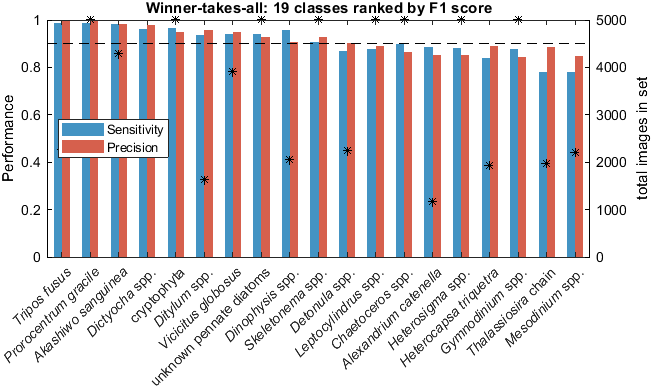 Winner-takes-all: 19 classes ranked by F1 score
1
0.8
0.6
0.4
0.2
0
Performance
Sensitivity
Precision
5000
4000
3000
2000
1000
0
total images in set
Tripos fusus
Prorocentrum gracile
Akashiwo sanguinea
Dictyocha spp.
cryptophyta
Ditylum spp.
Vicicitus globosus
unknown pennate diatoms
Dinophysis spp.
Skeletonema spp.
Detonula spp.
Leptocylindrus spp.
Chaetoceros spp.
Alexandrium catenella
Heterosigma spp.
Heterocapsa triquetra
Gymnodinium spp.
Thalassiosira chain
Mesodinium spp.